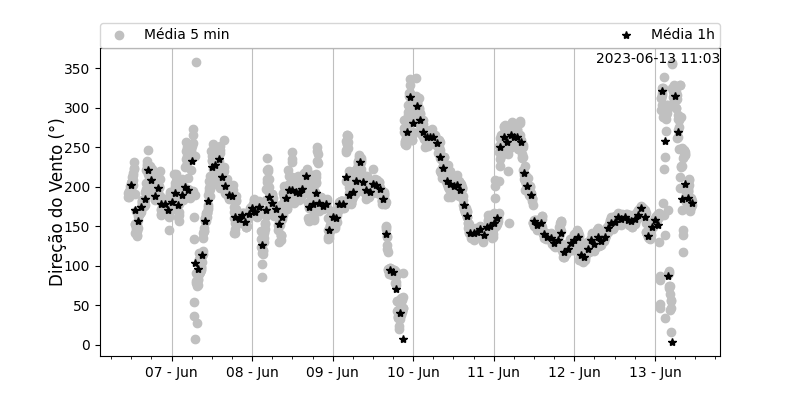 Média 5 min
Média 1h
2023-06-13 11:03
Direção do Vento (°)
350
300
250
200
150
100
50
0
07 - Jun
08 - Jun
09 - Jun
10 - Jun
11 - Jun
12 - Jun
13 - Jun